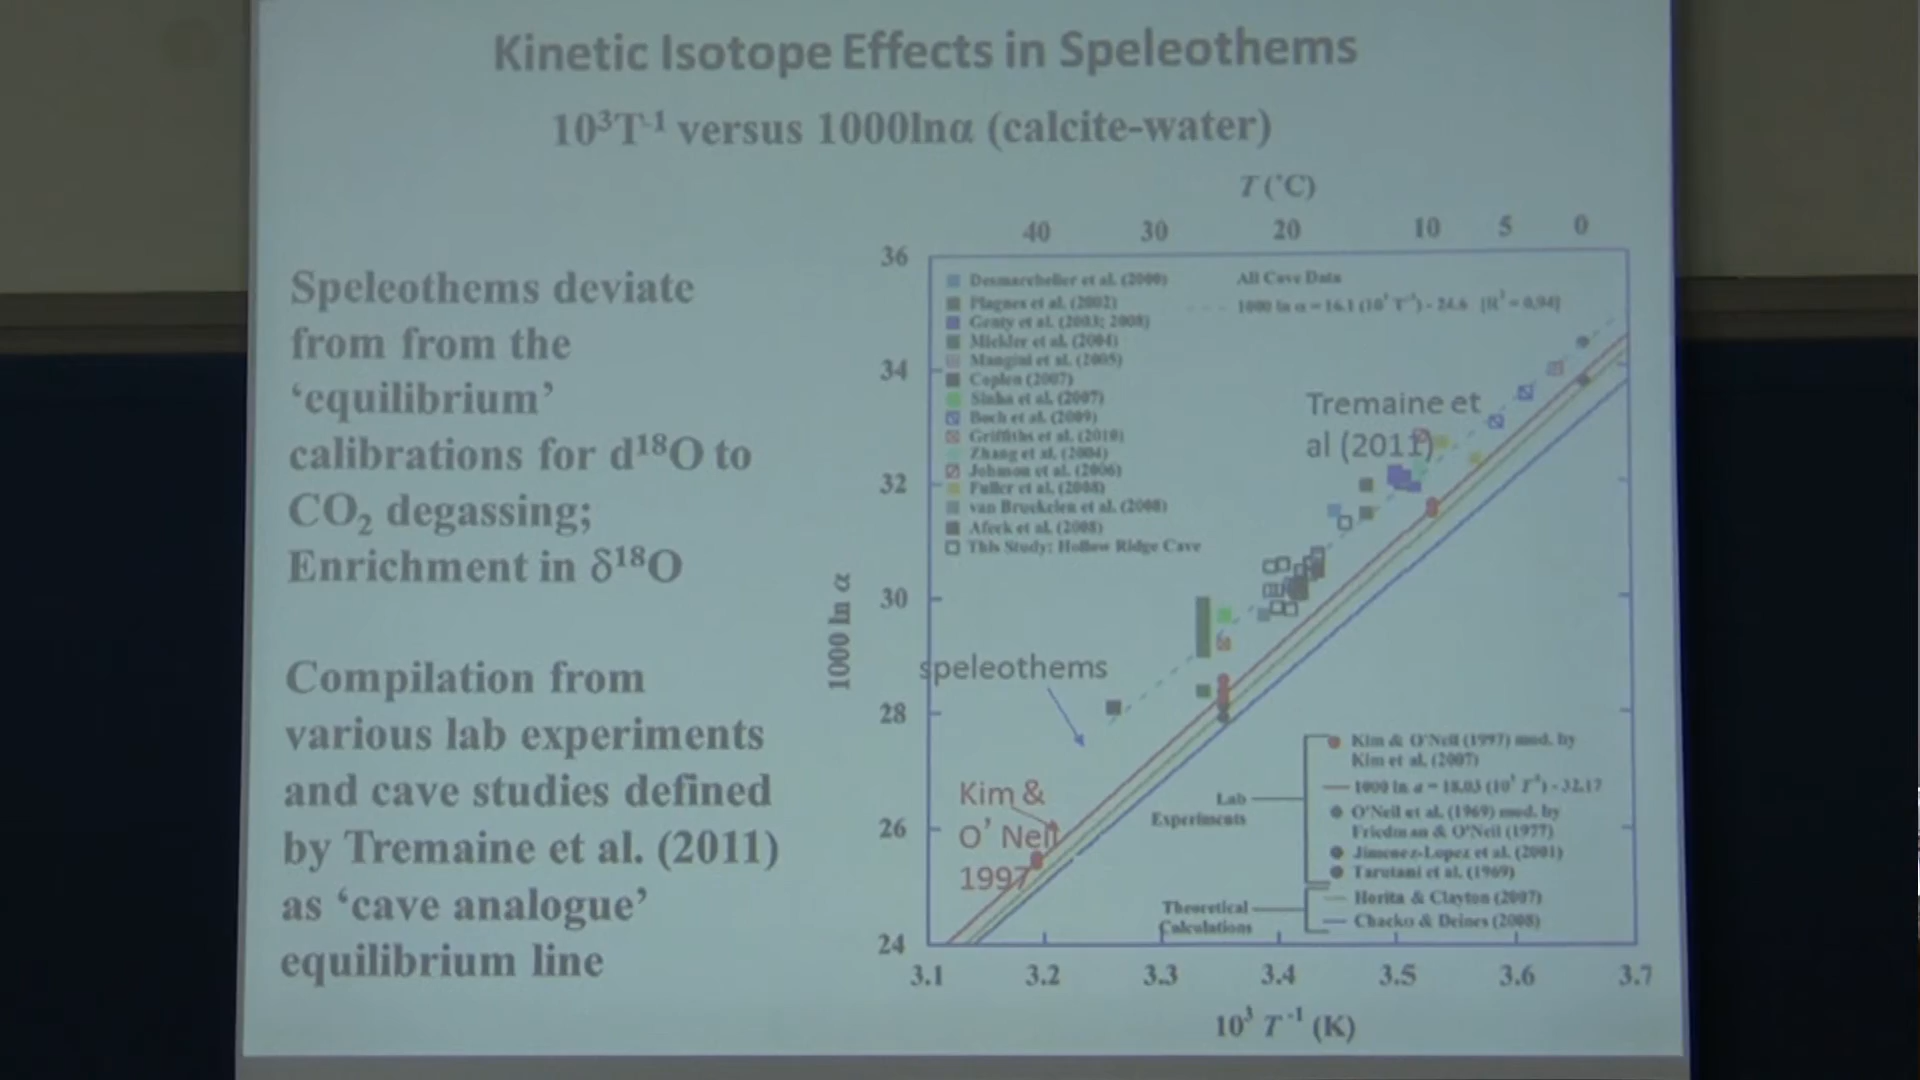 Kinetic Isotope Effects in Speleothems
10³T⁻¹ versus 1000lnα (calcite-water)
Speleothems deviate
from from the
‘equilibrium’
calibrations for d¹⁸O to
CO₂ degassing;
Enrichment in δ¹⁸O
Compilation from
various lab experiments
and cave studies defined
by Tremaine et al. (2011)
as ‘cave analogue’
equilibrium line
T (°C)
40 30 20 10 5 0
36
34
32
30
28
26
24
1000 ln α
Desmarchelier et al. (2000)
Plagnes et al. (2002)
Genty et al. (2003; 2008)
Mickler et al. (2004)
Mangini et al. (2005)
Coplen (2007)
Sinha et al. (2007)
Boch et al. (2009)
Griffiths et al. (2010)
Zhang et al. (2004)
Johnson et al. (2006)
Fuller et al. (2008)
van Breukelen et al. (2008)
Afeck et al. (2008)
This Study: Hollow Ridge Cave
All Cave Data
1000 ln α = 16.1 (10³ T⁻¹) - 24.6 [R² = 0.94]
Tremaine et
al (2011)
speleothems
Kim &
O’ Neil
1997
Lab
Experiments
Kim & O'Neil (1997) mod. by
Kim et al. (2007)
1000 ln α = 18.03 (10³ T⁻¹) - 32.17
O'Neil et al. (1969) mod. by
Friedman & O'Neil (1977)
Jimenez-Lopez et al. (2001)
Tarutani et al. (1969)
Theoretical
Calculations
Horita & Clayton (2007)
Chacko & Deines (2008)
3.1 3.2 3.3 3.4 3.5 3.6 3.7
10³ T⁻¹ (K)